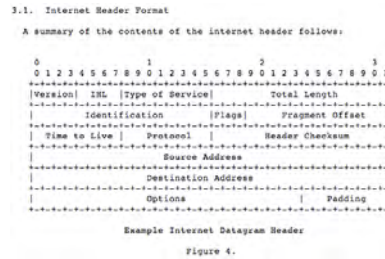 3.1. Internet Header Format
A summary of the contents of the internet header follows:
0 1 2 3
0 1 2 3 4 5 6 7 8 9 0 1 2 3 4 5 6 7 8 9 0 1 2 3 4 5 6 7 8 9 0
+-+-+-+-+-+-+-+-+-+-+-+-+-+-+-+-+-+-+-+-+-+-+-+-+-+-+-+-+-+-+-+
|Version| IHL |Type of Service| Total Length
+-+-+-+-+-+-+-+-+-+-+-+-+-+-+-+-+-+-+-+-+-+-+-+-+-+-+-+-+-+-+-+
| Identification |Flags| Fragment Offset
+-+-+-+-+-+-+-+-+-+-+-+-+-+-+-+-+-+-+-+-+-+-+-+-+-+-+-+-+-+-+-+
| Time to Live | Protocol | Header Checksum
+-+-+-+-+-+-+-+-+-+-+-+-+-+-+-+-+-+-+-+-+-+-+-+-+-+-+-+-+-+-+-+
| Source Address
+-+-+-+-+-+-+-+-+-+-+-+-+-+-+-+-+-+-+-+-+-+-+-+-+-+-+-+-+-+-+-+
| Destination Address
+-+-+-+-+-+-+-+-+-+-+-+-+-+-+-+-+-+-+-+-+-+-+-+-+-+-+-+-+-+-+-+
| Options | Padding
+-+-+-+-+-+-+-+-+-+-+-+-+-+-+-+-+-+-+-+-+-+-+-+-+-+-+-+-+-+-+-+
Example Internet Datagram Header
Figure 4.